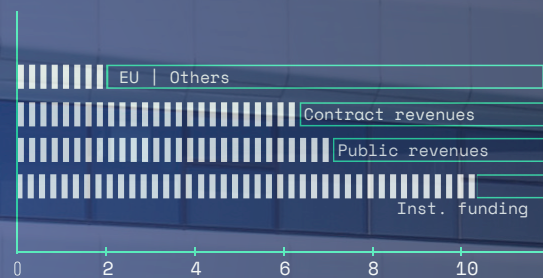 EU | Others
Contract revenues
Public revenues
Inst. funding
0 2 4 6 8 10